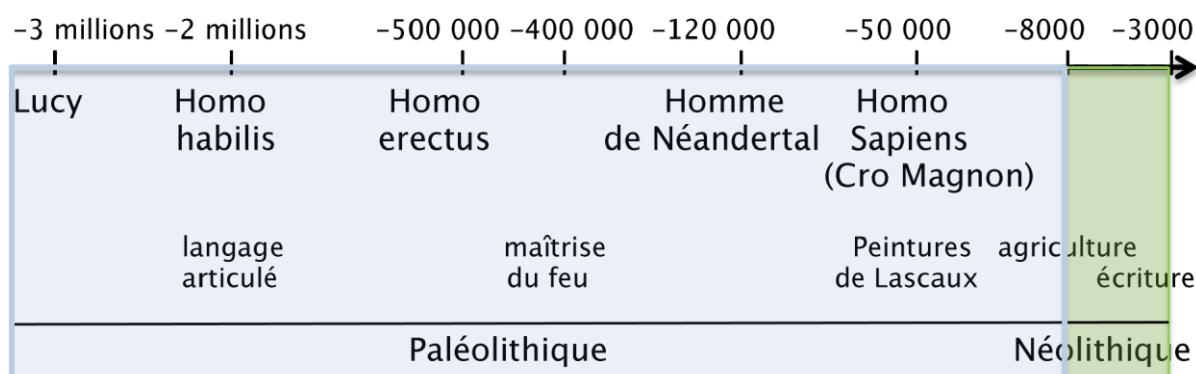 -3 millions -2 millions -500 000 -400 000 -120 000 -50 000 -8000 -3000
Lucy Homo Homo Homme Homo
habilis erectus de Néandertal Sapiens
(Cro Magnon)
langage maîtrise Peintures agriculture
articulé du feu de Lascaux écriture
Paléolithique Néolithique